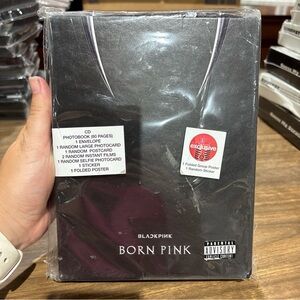 CD
PHOTOBOOK (80 PAGES)
1 ENVELOPE
1 RANDOM LARGE PHOTOCARD
1 RANDOM POSTCARD
2 RANDOM INSTANT FILMS
1 RANDOM SELFIE PHOTOCARD
1 STICKER
1 FOLDED POSTER
exclusive
1 Folded Group Poster
1 Random Sticker
BLACKPINK
BORN PINK
PARENTAL
ADVISORY
EXPLICIT CONTENT